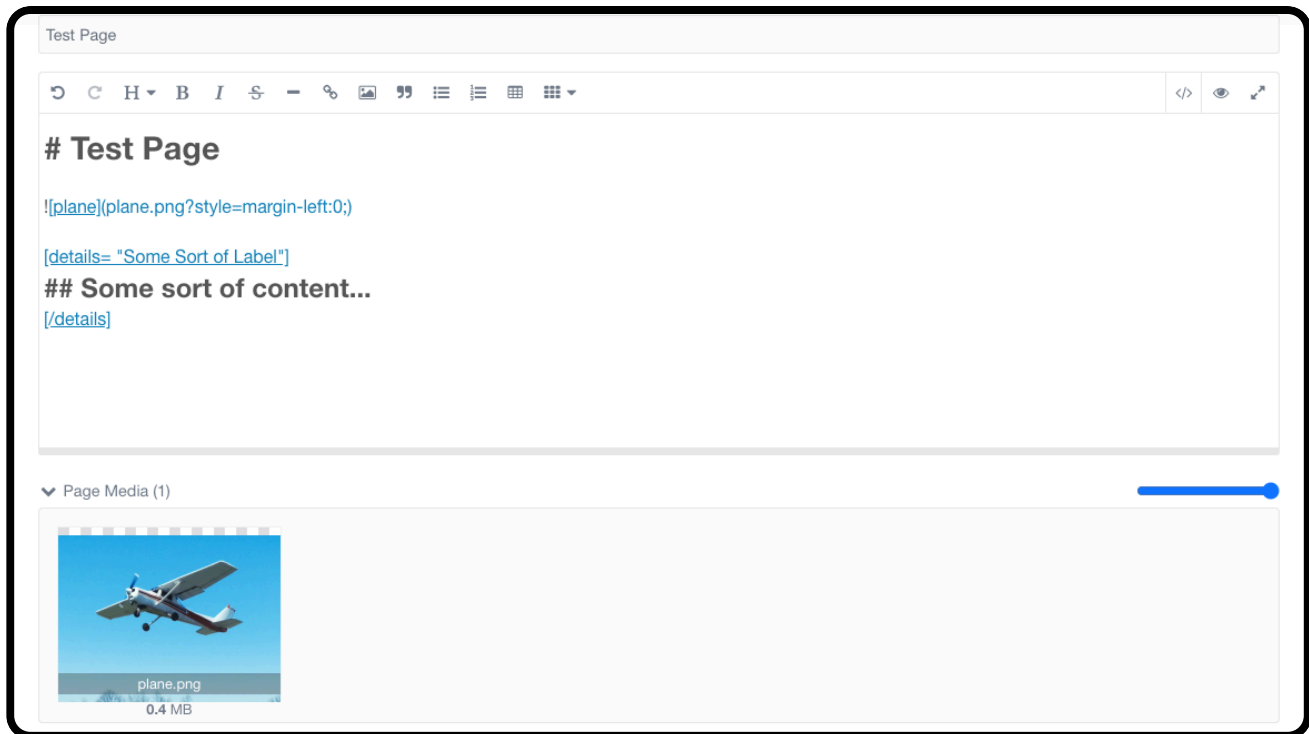 Test Page
H B I S </>
# Test Page
![plane](plane.png?style=margin-left:0;)
[details= "Some Sort of Label"]
## Some sort of content...
[/details]
Page Media (1)
plane.png
0.4 MB